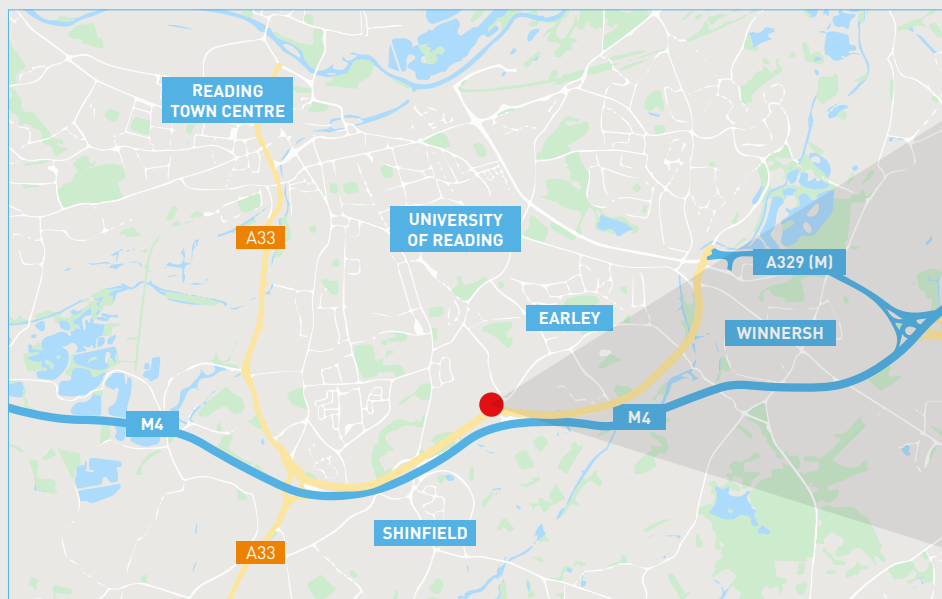 READING
TOWN CENTRE
UNIVERSITY
OF READING
A33
A329 (M)
EARLEY
WINNERSH
M4
M4
SHINFIELD
A33